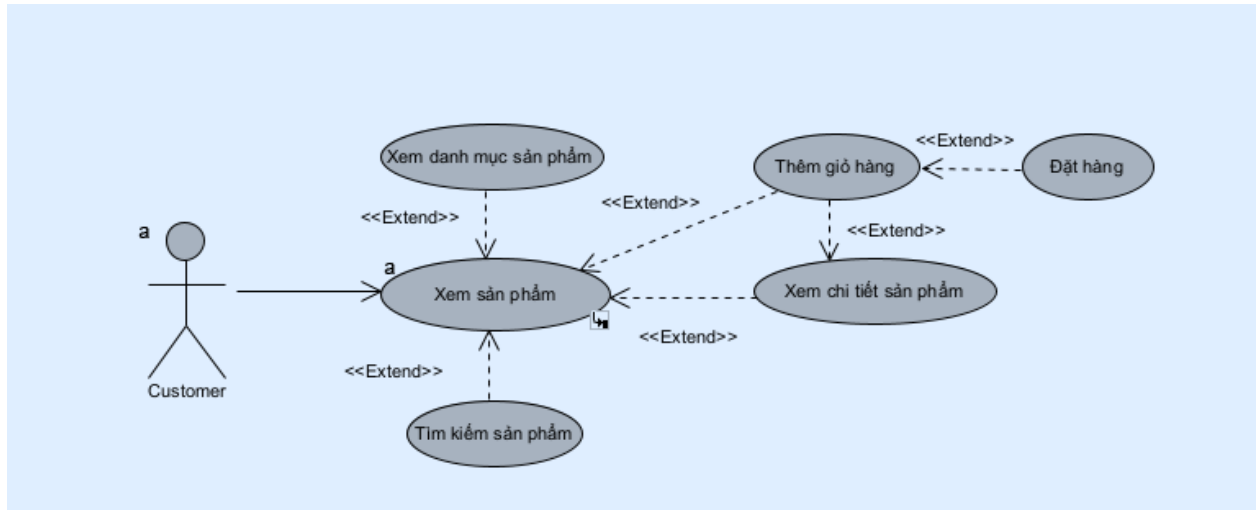 <<Extend>>
Xem danh mục sản phẩm
Thêm giỏ hàng
Đặt hàng
<<Extend>>
<<Extend>>
a
<<Extend>>
a
Xem sản phẩm
Xem chi tiết sản phẩm
<<Extend>>
<<Extend>>
Customer
Tìm kiếm sản phẩm